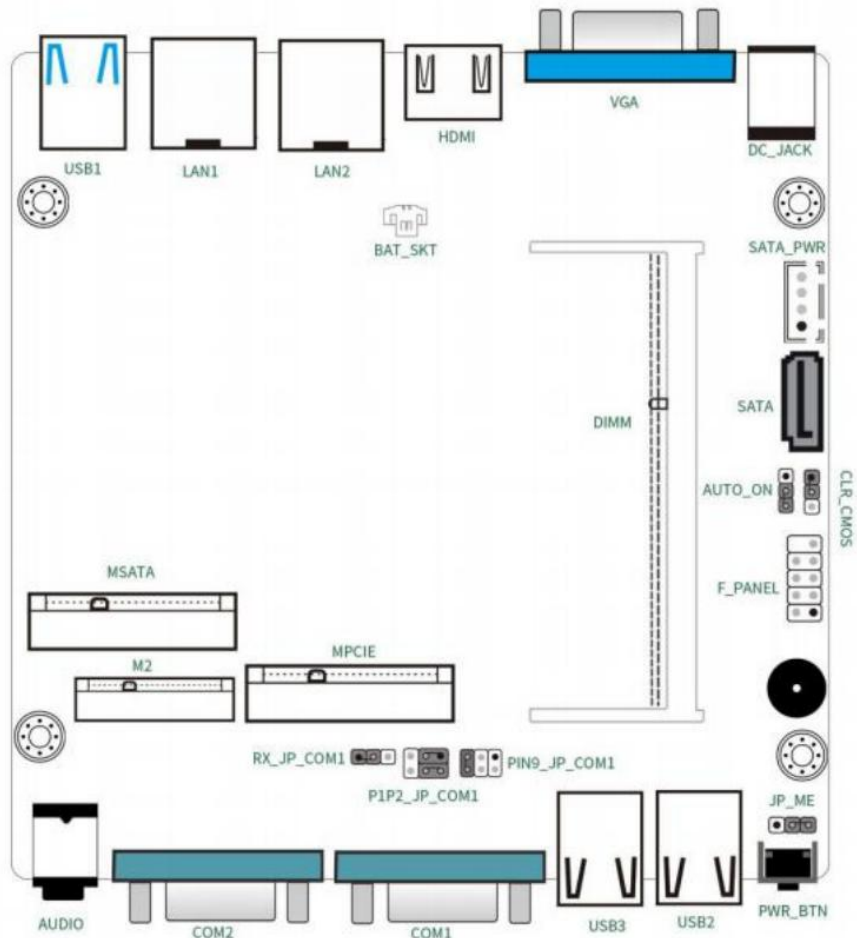 VGA
HDMI
DC_JACK
USB1
LAN1
LAN2
BAT_SKT
SATA_PWR
SATA
DIMM
AUTO_ON
CLR_CMOS
F_PANEL
MSATA
MPCIE
M2
RX_JP_COM1
PIN9_JP_COM1
P1P2_JP_COM1
JP_ME
AUDIO
COM2
COM1
USB3
USB2
PWR_BTN